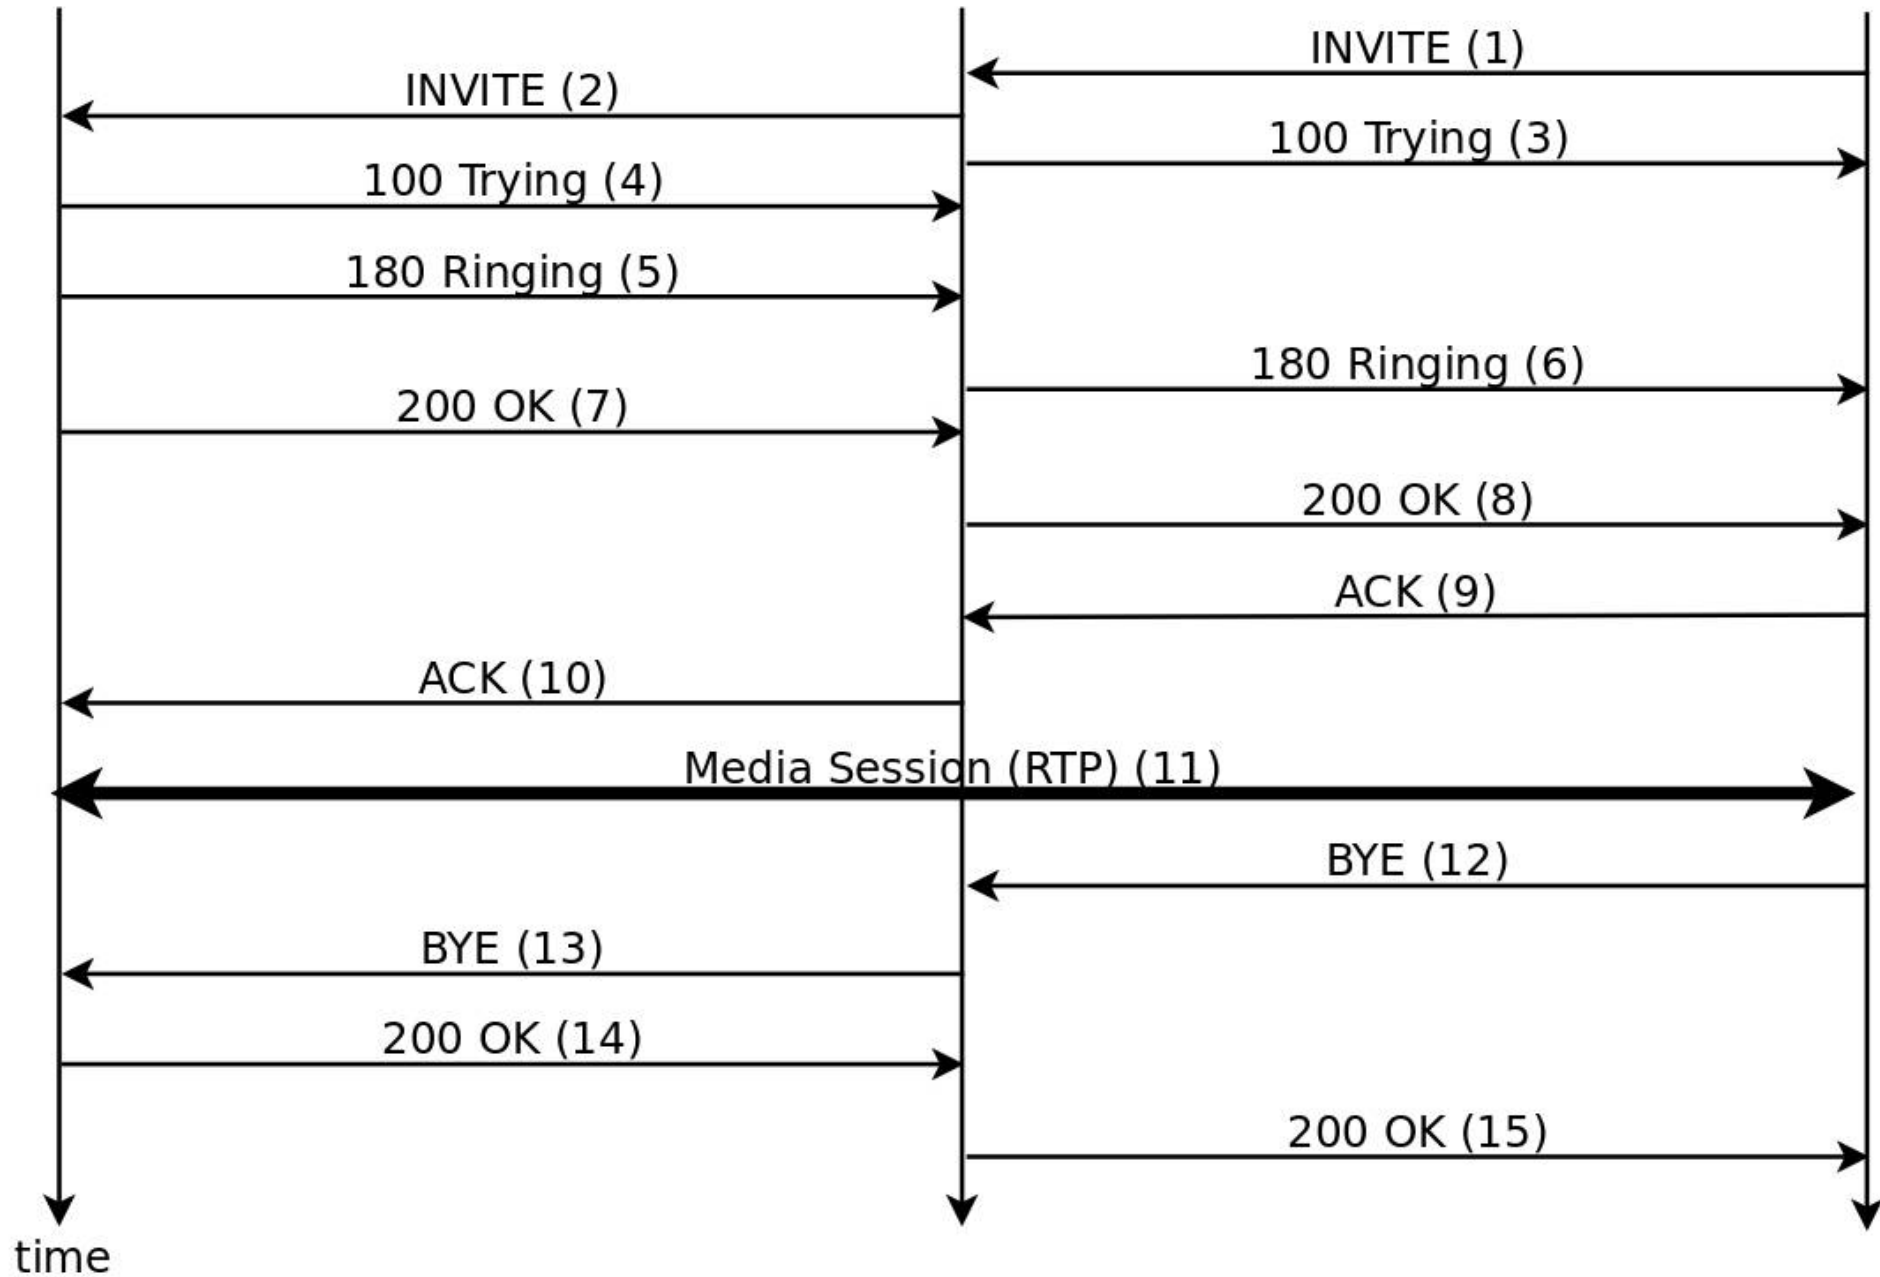 INVITE (1)
INVITE (2)
100 Trying (3)
100 Trying (4)
180 Ringing (5)
180 Ringing (6)
200 OK (7)
200 OK (8)
ACK (9)
ACK (10)
Media Session (RTP) (11)
BYE (12)
BYE (13)
200 OK (14)
200 OK (15)
time